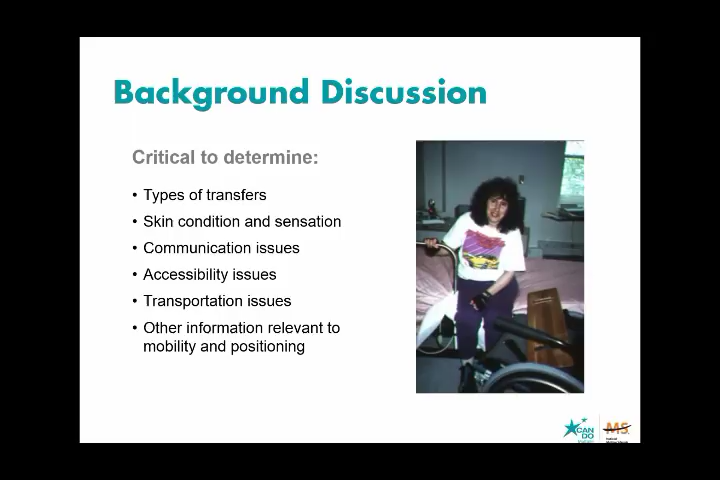 Background Discussion
Critical to determine:
• Types of transfers
• Skin condition and sensation
• Communication issues
• Accessibility issues
• Transportation issues
• Other information relevant to
mobility and positioning
CAN
DO
MS